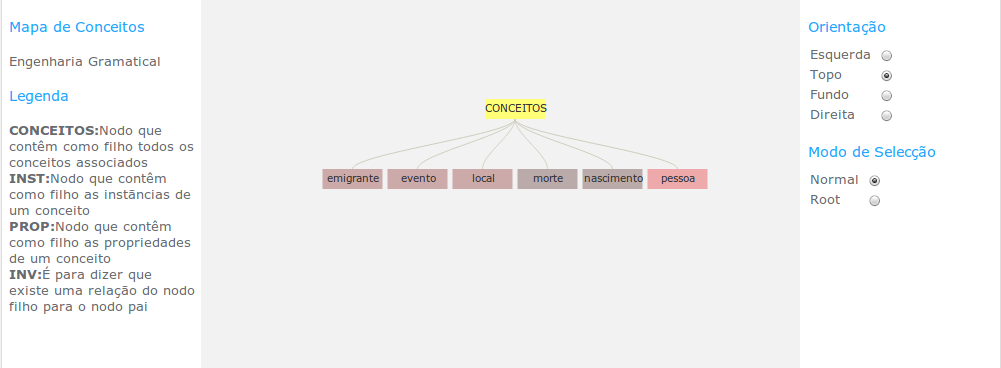 Mapa de Conceitos
Engenharia Gramatical
Legenda
CONCEITOS:Nodo que
contêm como filho todos os
conceitos associados
INST:Nodo que contêm
como filho as instãncias de
um conceito
PROP:Nodo que contêm
como filho as propriedades
de um conceito
INV:É para dizer que
existe uma relação do nodo
filho para o nodo pai
CONCEITOS
emigrante evento local morte nascimento pessoa
Orientação
Esquerda
Topo
Fundo
Direita
Modo de Selecção
Normal
Root